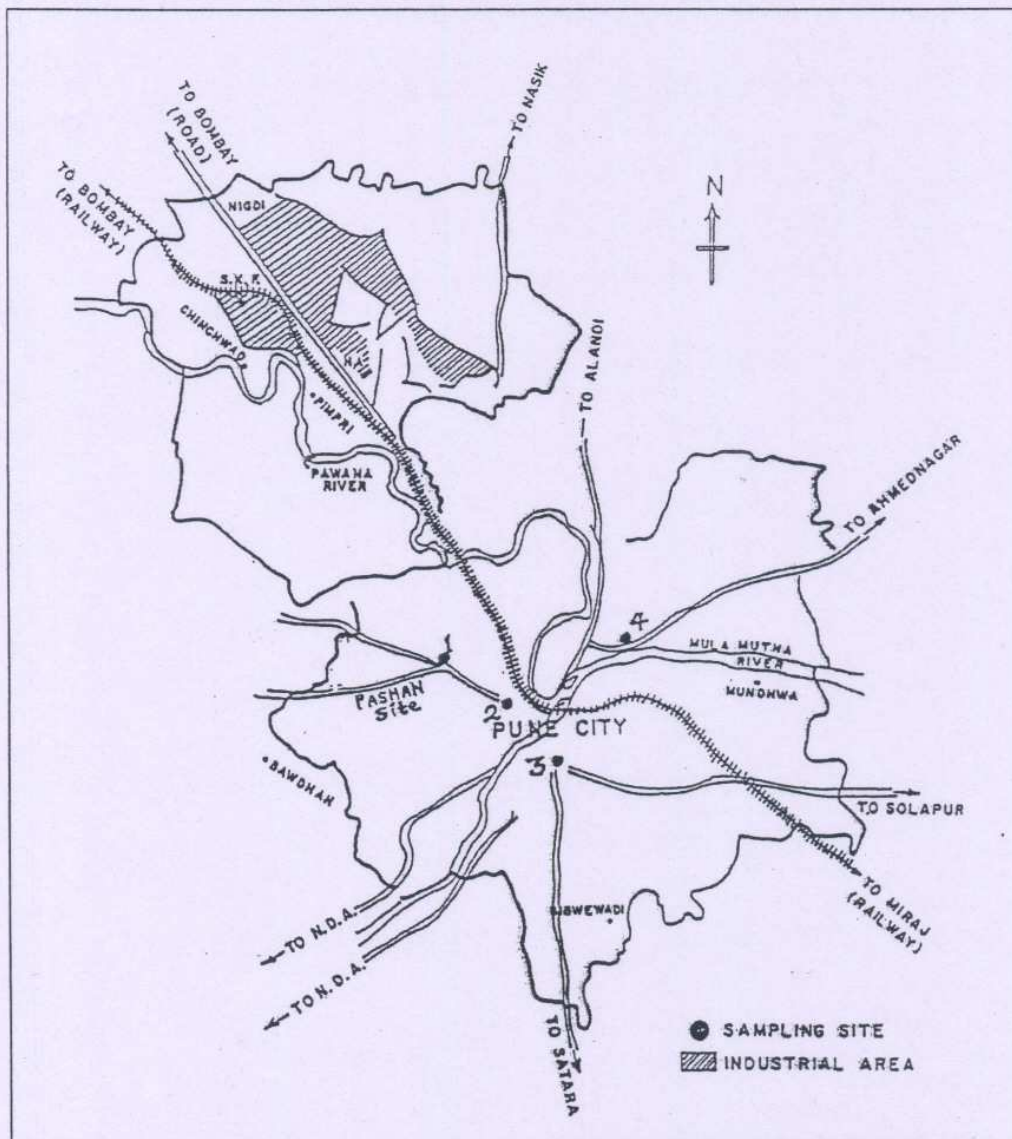 TO NASIK
TO BOMBAY
(ROAD)
TO BOMBAY
(RAILWAY)
N
NIGDI
S.K.F.
CHINCHWAD
PIMPRI
TO ALANDI
PAWANA
RIVER
TO AHMEDNAGAR
1
4
MULA MUTHA
RIVER
MUNDHWA
PASHAN
Site
2
PUNE CITY
3
BAWDHAN
TO SOLAPUR
TO MIRAJ
(RAILWAY)
TO N.D.A.
TO N.D.A.
TO SATARA
SAMPLING SITE
INDUSTRIAL AREA